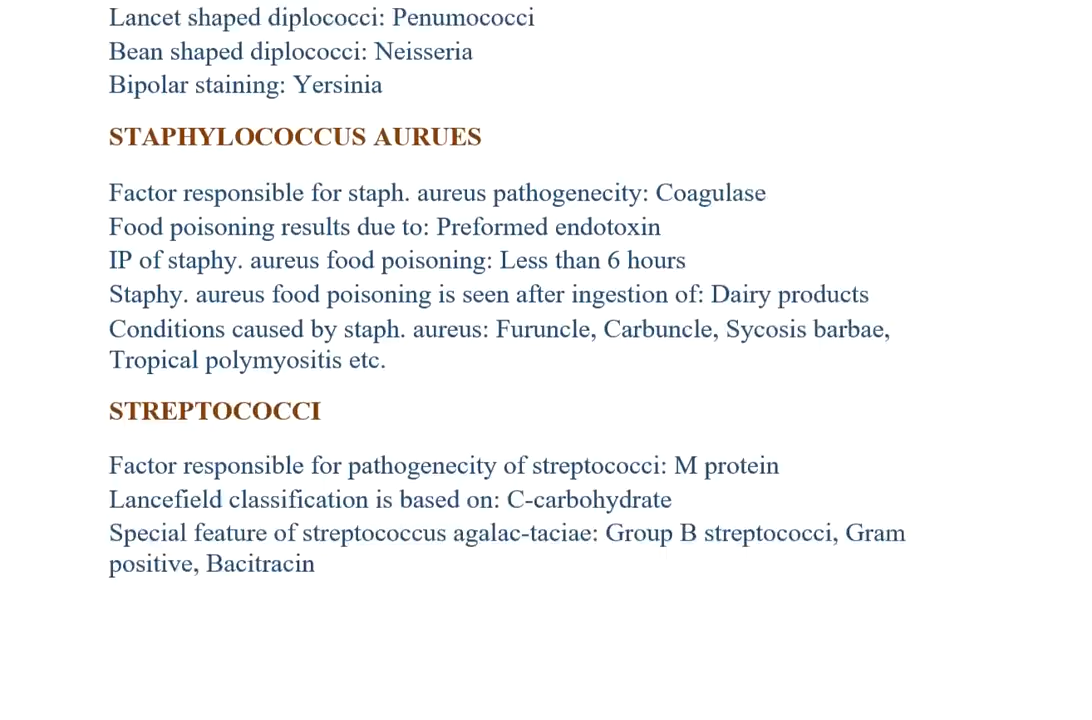 Lancet shaped diplococci: Penumococci
Bean shaped diplococci: Neisseria
Bipolar staining: Yersinia
STAPHYLOCOCCUS AURUES
Factor responsible for staph. aureus pathogenecity: Coagulase
Food poisoning results due to: Preformed endotoxin
IP of staphy. aureus food poisoning: Less than 6 hours
Staphy. aureus food poisoning is seen after ingestion of: Dairy products
Conditions caused by staph. aureus: Furuncle, Carbuncle, Sycosis barbae,
Tropical polymyositis etc.
STREPTOCOCCI
Factor responsible for pathogenecity of streptococci: M protein
Lancefield classification is based on: C-carbohydrate
Special feature of streptococcus agalac-taciae: Group B streptococci, Gram
positive, Bacitracin